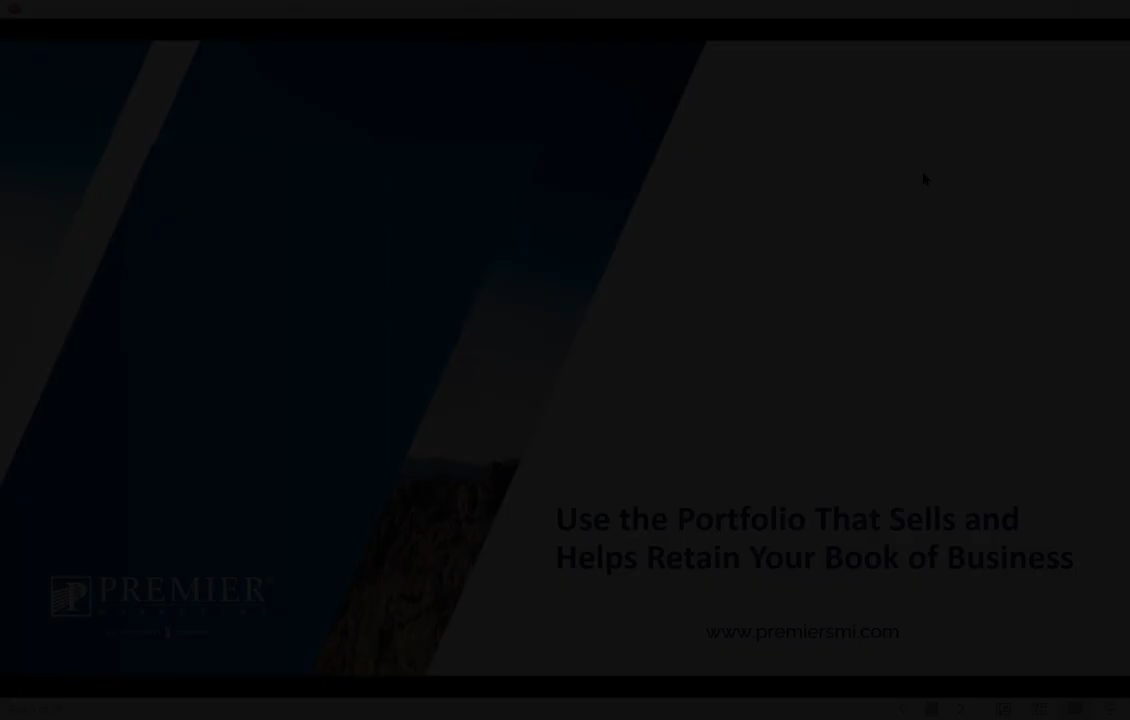 Use the Portfolio That Sells and
Helps Retain Your Book of Business
PREMIER
www.premiersmi.com